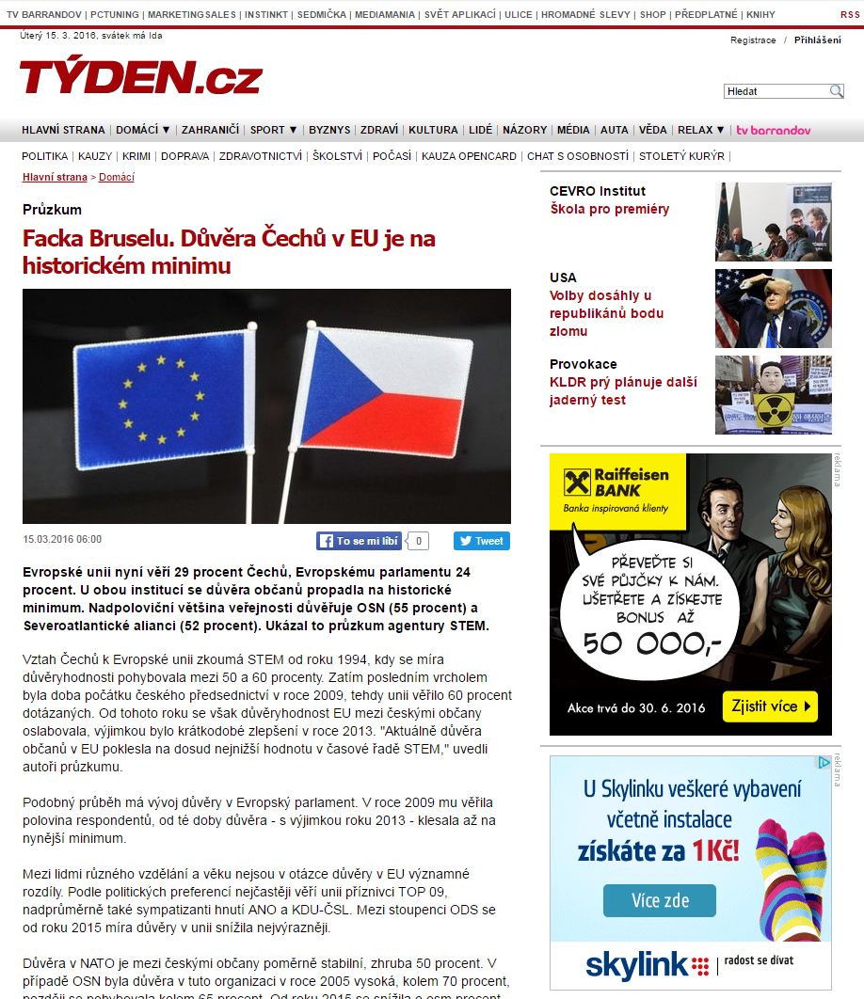 TV BARRANDOV | PCTUNING | MARKETINGSALES | INSTINKT | SEDMIČKA | MEDIAMANIA | SVĚT APLIKACÍ | ULICE | HROMADNÉ SLEVY | SHOP | PŘEDPLATNÉ | KNIHY RSS
Úterý 15. 3. 2016, svátek má Ida
Registrace / Přihlášení
TÝDEN.cz
Hledat
HLAVNÍ STRANA | DOMÁCÍ ▼ | ZAHRANIČÍ | SPORT ▼ | BYZNYS | ZDRAVÍ | KULTURA | LIDÉ | NÁZORY | MÉDIA | AUTA | VĚDA | RELAX ▼ | tv barrandov
POLITIKA | KAUZY | KRIMI | DOPRAVA | ZDRAVOTNICTVÍ | ŠKOLSTVÍ | POČASÍ | KAUZA OPENCARD | CHAT S OSOBNOSTÍ | STOLETÝ KURÝR |
Hlavní strana > Domácí
Průzkum
Facka Bruselu. Důvěra Čechů v EU je na
historickém minimu
15.03.2016 06:00
To se mi líbí 0
Tweet
Evropské unii nyní věří 29 procent Čechů, Evropskému parlamentu 24
procent. U obou institucí se důvěra občanů propadla na historické
minimum. Nadpoloviční většina veřejnosti důvěřuje OSN (55 procent) a
Severoatlantické alianci (52 procent). Ukázal to průzkum agentury STEM.
Vztah Čechů k Evropské unii zkoumá STEM od roku 1994, kdy se míra
důvěryhodnosti pohybovala mezi 50 a 60 procenty. Zatím posledním vrcholem
byla doba počátku českého předsednictví v roce 2009, tehdy unii věřilo 60 procent
dotázaných. Od tohoto roku se však důvěryhodnost EU mezi českými občany
oslabovala, výjimkou bylo krátkodobé zlepšení v roce 2013. "Aktuálně důvěra
občanů v EU poklesla na dosud nejnižší hodnotu v časové řadě STEM," uvedli
autoři průzkumu.
Podobný průběh má vývoj důvěry v Evropský parlament. V roce 2009 mu věřila
polovina respondentů, od té doby důvěra - s výjimkou roku 2013 - klesala až na
nynější minimum.
Mezi lidmi různého vzdělání a věku nejsou v otázce důvěry v EU významné
rozdíly. Podle politických preferencí nejčastěji věří unii příznivci TOP 09,
nadprůměrně také sympatizanti hnutí ANO a KDU-ČSL. Mezi stoupenci ODS se
od roku 2015 míra důvěry v unii snížila nejvýrazněji.
Důvěra v NATO je mezi českými občany poměrně stabilní, zhruba 50 procent. V
případě OSN byla důvěra v tuto organizaci v roce 2005 vysoká, kolem 70 procent,
později se pohybovala kolem 65 procent. Od roku 2015 se snížila o osm procent
CEVRO Institut
Škola pro premiéry
USA
Volby dosáhly u
republikánů bodu
zlomu
Provokace
KLDR prý plánuje další
jaderný test
reklama
Raiffeisen
BANK
Banka inspirovaná klienty
PŘEVEĎTE SI
SVÉ PŮJČKY K NÁM.
UŠETŘETE A ZÍSKEJTE
BONUS AŽ
50 000,-
Akce trvá do 30. 6. 2016
Zjistit více
reklama
U Skylinku veškeré vybavení
včetně instalace
získáte za 1Kč!
Více zde
skylink | radost se dívat